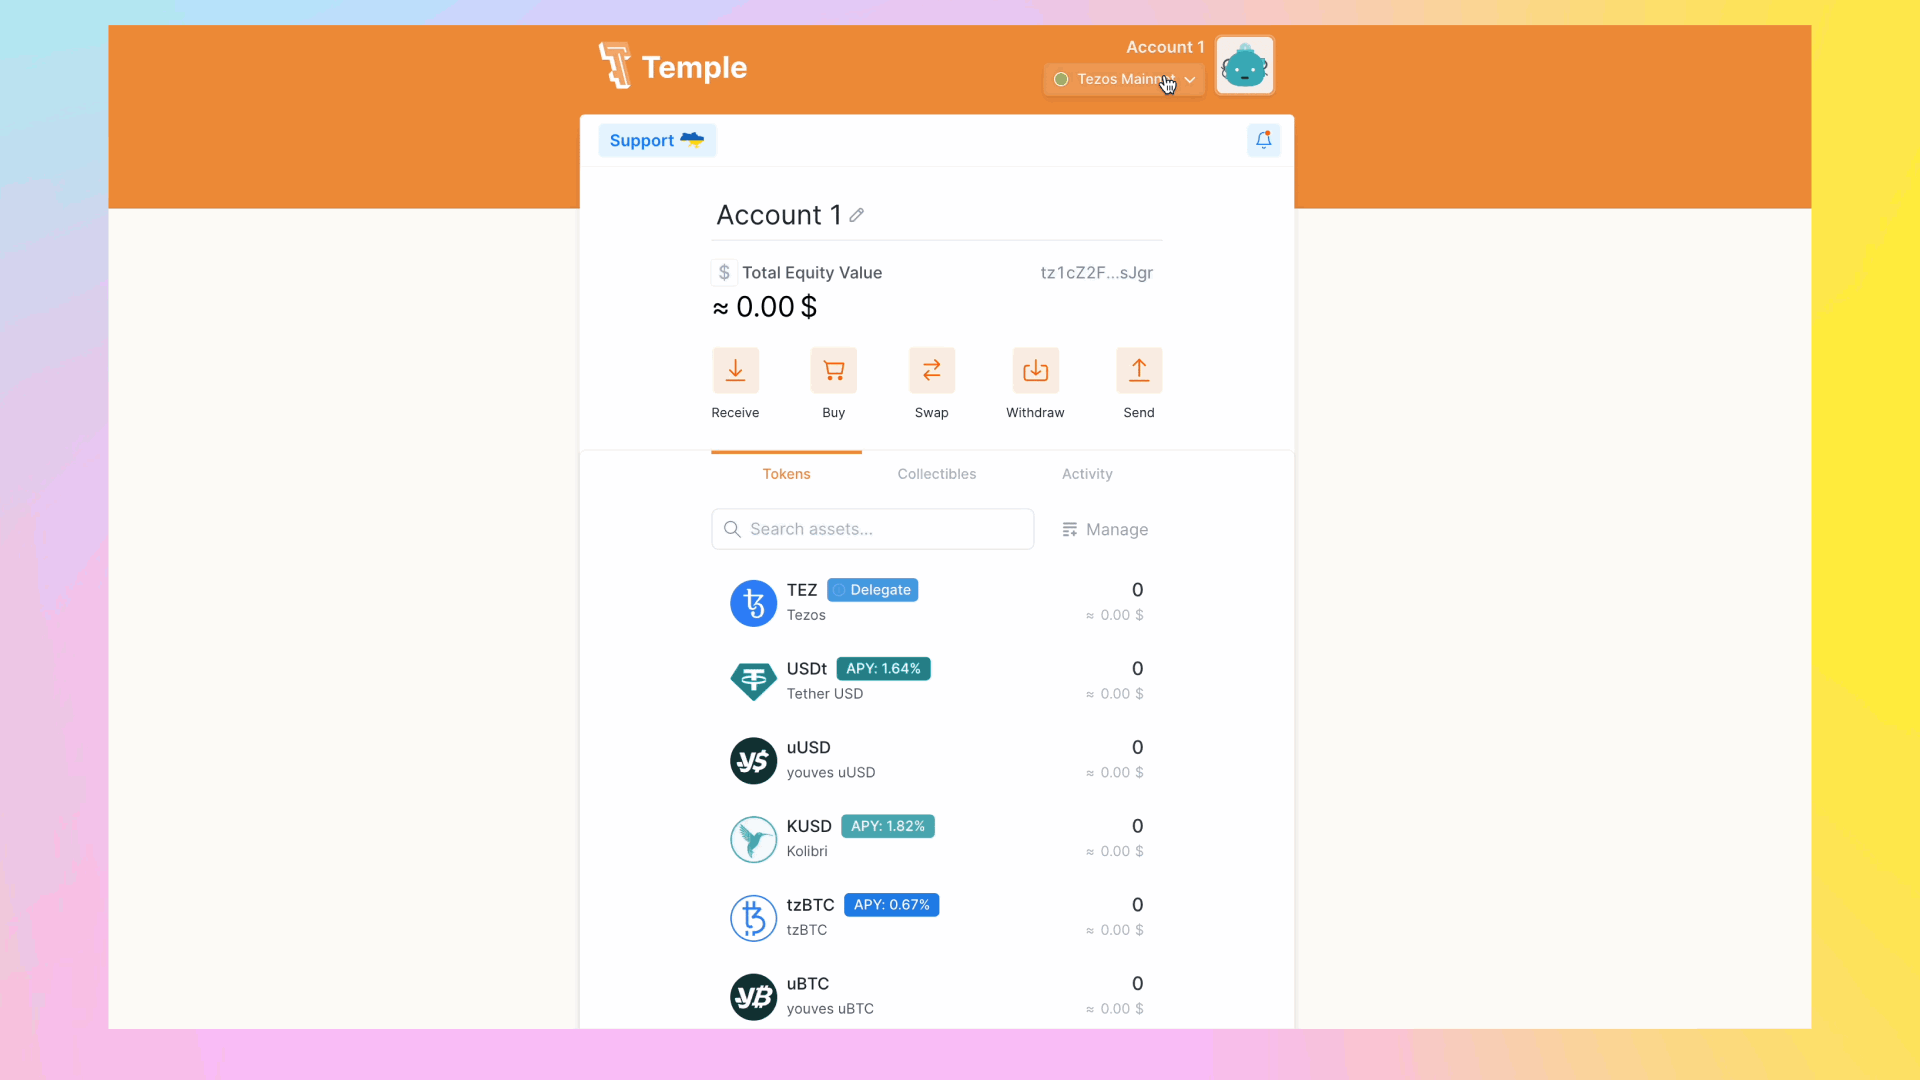 Temple
Account 1
Tezos Mainnet
Support
Account 1
$ Total Equity Value
tz1cZ2F...sJgr
≈ 0.00 $
Receive
Buy
Swap
Withdraw
Send
Tokens
Collectibles
Activity
Search assets...
Manage
TEZ Delegate 0
Tezos ≈ 0.00 $
USDt APY: 1.64% 0
Tether USD ≈ 0.00 $
uUSD 0
youves uUSD ≈ 0.00 $
KUSD APY: 1.82% 0
Kolibri ≈ 0.00 $
tzBTC APY: 0.67% 0
tzBTC ≈ 0.00 $
uBTC 0
youves uBTC ≈ 0.00 $